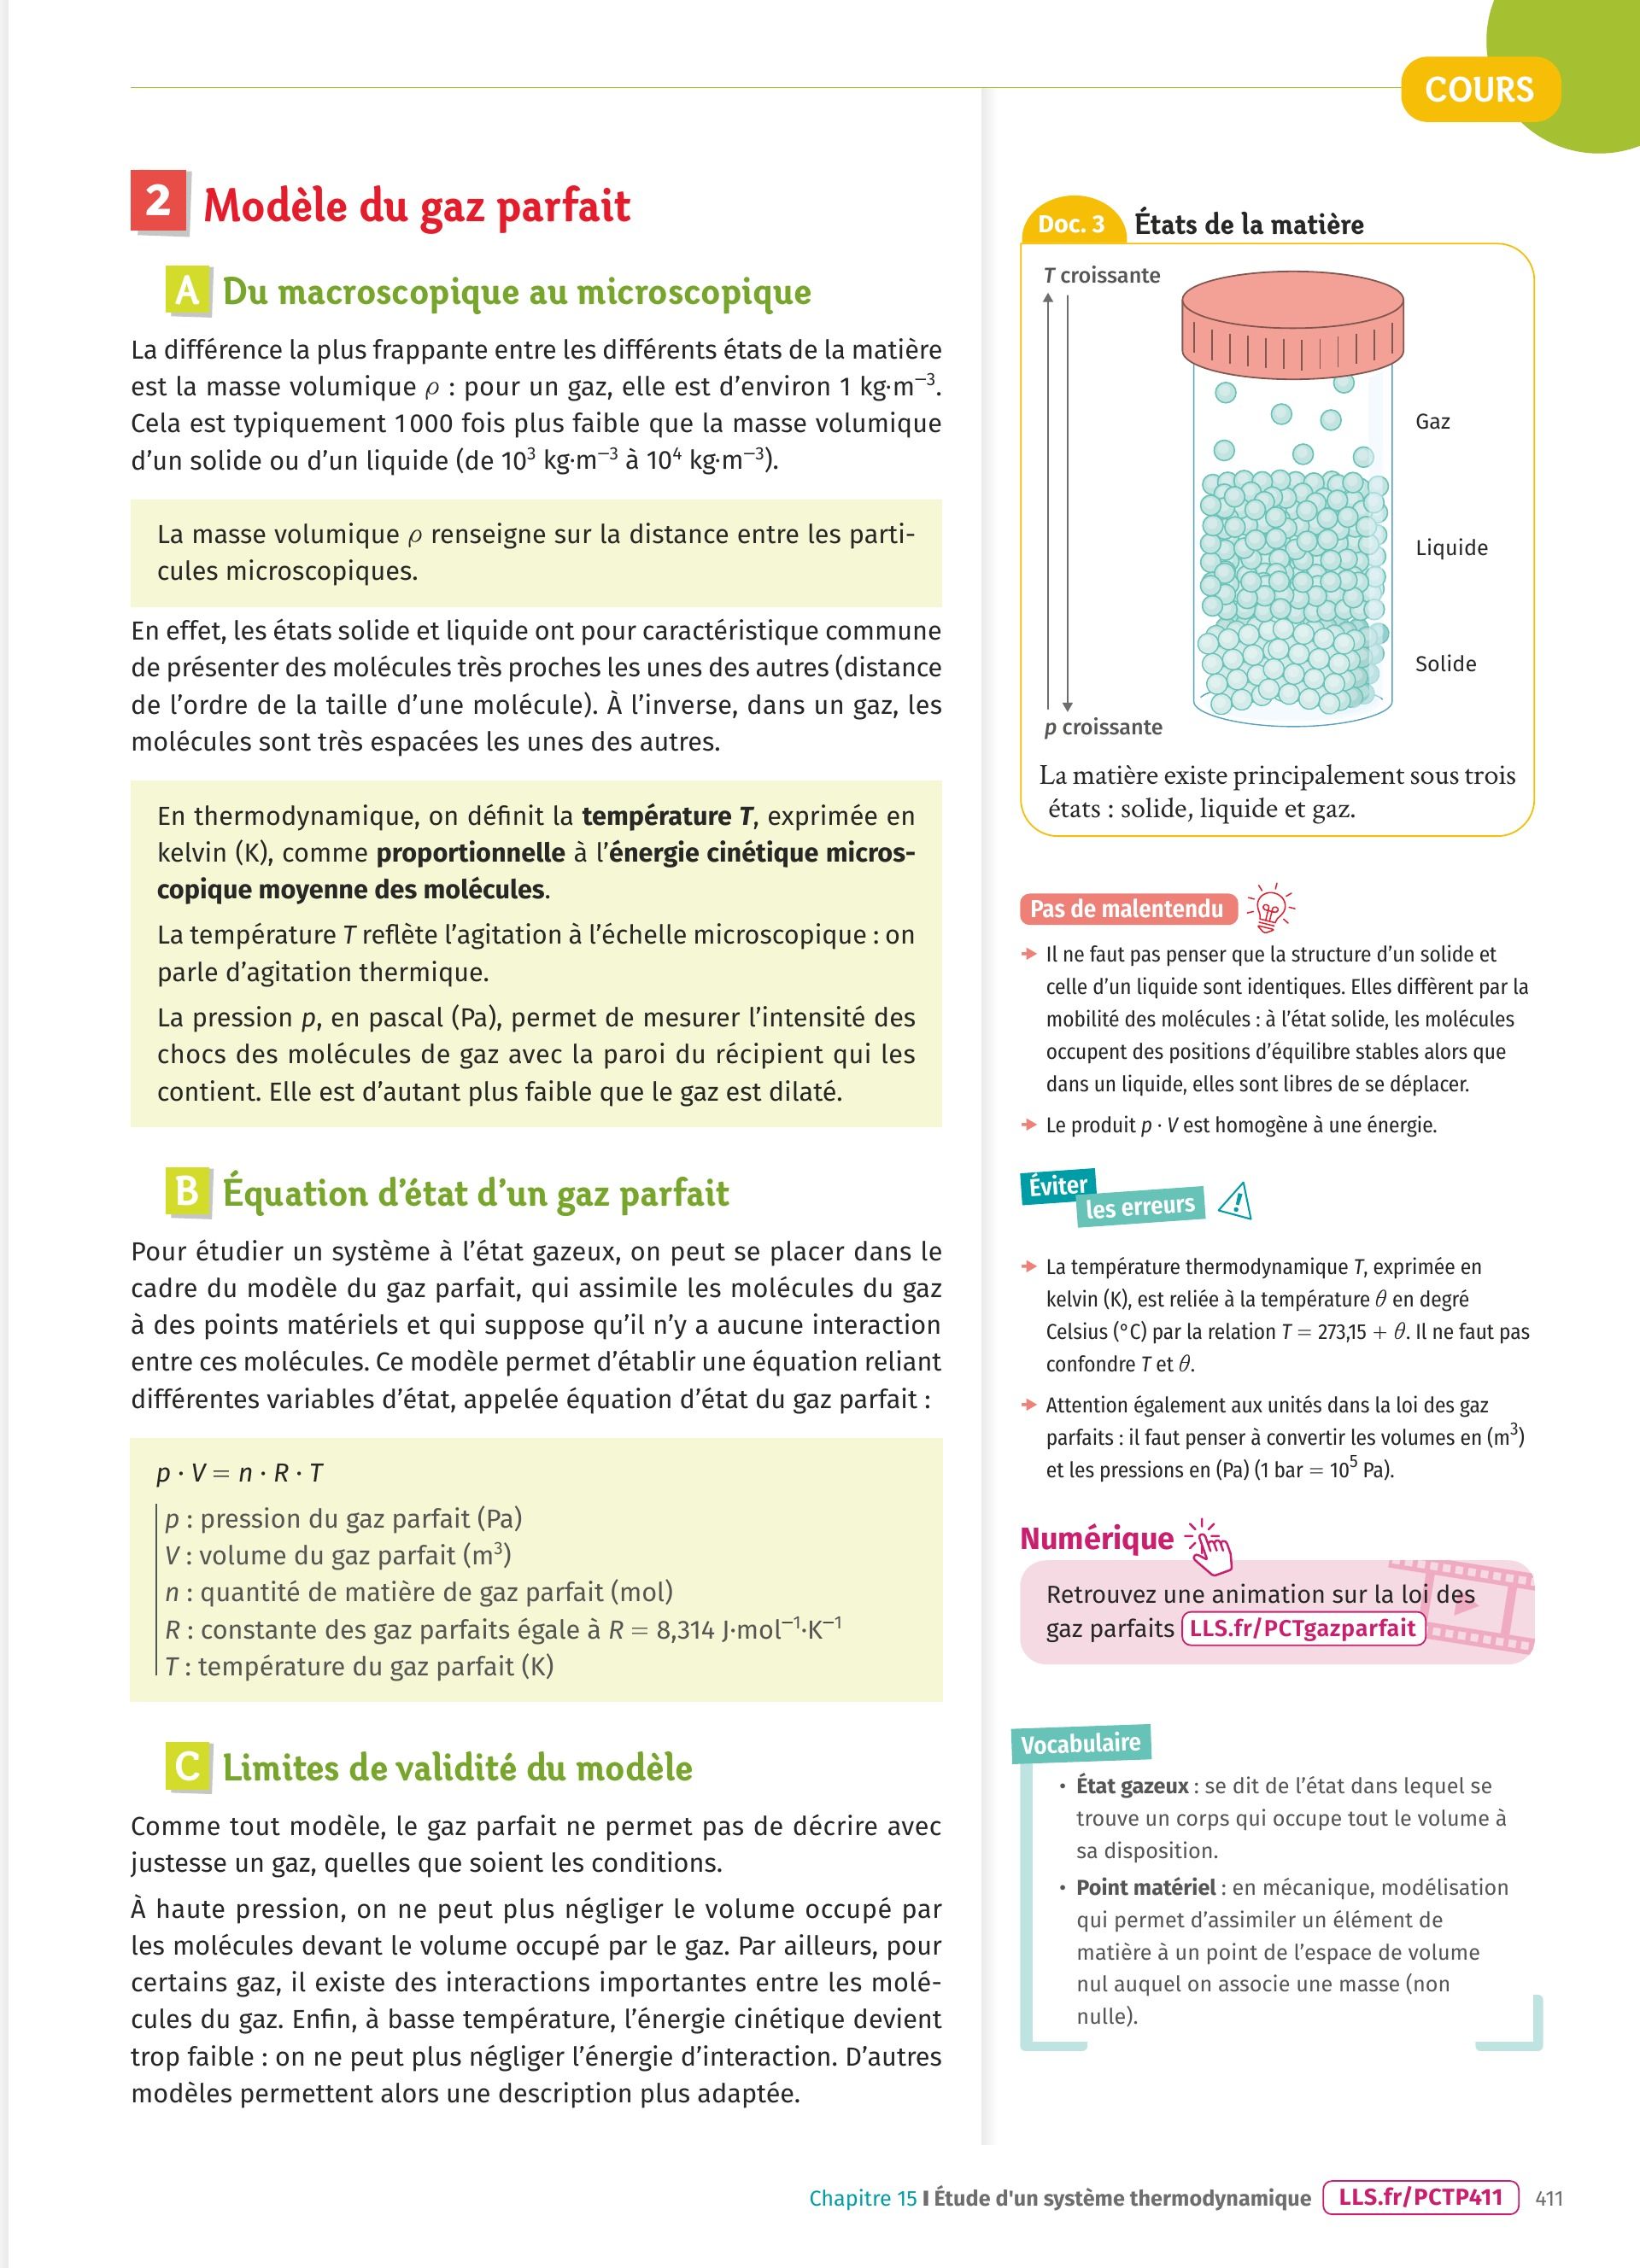 COURS
2 Modèle du gaz parfait
A Du macroscopique au microscopique
La différence la plus frappante entre les différents états de la matière
est la masse volumique ρ : pour un gaz, elle est d’environ 1 kg·m⁻³.
Cela est typiquement 1 000 fois plus faible que la masse volumique
d’un solide ou d’un liquide (de 10³ kg·m⁻³ à 10⁴ kg·m⁻³).
La masse volumique ρ renseigne sur la distance entre les parti-
cules microscopiques.
En effet, les états solide et liquide ont pour caractéristique commune
de présenter des molécules très proches les unes des autres (distance
de l’ordre de la taille d’une molécule). À l’inverse, dans un gaz, les
molécules sont très espacées les unes des autres.
En thermodynamique, on définit la température T, exprimée en
kelvin (K), comme proportionnelle à l’énergie cinétique micros-
copique moyenne des molécules.
La température T reflète l’agitation à l’échelle microscopique : on
parle d’agitation thermique.
La pression p, en pascal (Pa), permet de mesurer l’intensité des
chocs des molécules de gaz avec la paroi du récipient qui les
contient. Elle est d’autant plus faible que le gaz est dilaté.
B Équation d’état d’un gaz parfait
Pour étudier un système à l’état gazeux, on peut se placer dans le
cadre du modèle du gaz parfait, qui assimile les molécules du gaz
à des points matériels et qui suppose qu’il n’y a aucune interaction
entre ces molécules. Ce modèle permet d’établir une équation reliant
différentes variables d’état, appelée équation d’état du gaz parfait :
p · V = n · R · T
p : pression du gaz parfait (Pa)
V : volume du gaz parfait (m³)
n : quantité de matière de gaz parfait (mol)
R : constante des gaz parfaits égale à R = 8,314 J·mol⁻¹·K⁻¹
T : température du gaz parfait (K)
C Limites de validité du modèle
Comme tout modèle, le gaz parfait ne permet pas de décrire avec
justesse un gaz, quelles que soient les conditions.
À haute pression, on ne peut plus négliger le volume occupé par
les molécules devant le volume occupé par le gaz. Par ailleurs, pour
certains gaz, il existe des interactions importantes entre les molé-
cules du gaz. Enfin, à basse température, l’énergie cinétique devient
trop faible : on ne peut plus négliger l’énergie d’interaction. D’autres
modèles permettent alors une description plus adaptée.
Doc. 3 États de la matière
T croissante
Gaz
Liquide
Solide
p croissante
La matière existe principalement sous trois
états : solide, liquide et gaz.
Pas de malentendu
Il ne faut pas penser que la structure d’un solide et
celle d’un liquide sont identiques. Elles diffèrent par la
mobilité des molécules : à l’état solide, les molécules
occupent des positions d’équilibre stables alors que
dans un liquide, elles sont libres de se déplacer.
Le produit p · V est homogène à une énergie.
Éviter
les erreurs
La température thermodynamique T, exprimée en
kelvin (K), est reliée à la température θ en degré
Celsius (°C) par la relation T = 273,15 + θ. Il ne faut pas
confondre T et θ.
Attention également aux unités dans la loi des gaz
parfaits : il faut penser à convertir les volumes en (m³)
et les pressions en (Pa) (1 bar = 10⁵ Pa).
Numérique
Retrouvez une animation sur la loi des
gaz parfaits LLS.fr/PCTgazparfait
Vocabulaire
• État gazeux : se dit de l’état dans lequel se
trouve un corps qui occupe tout le volume à
sa disposition.
• Point matériel : en mécanique, modélisation
qui permet d’assimiler un élément de
matière à un point de l’espace de volume
nul auquel on associe une masse (non
nulle).
Chapitre 15 I Étude d'un système thermodynamique LLS.fr/PCTP411 411